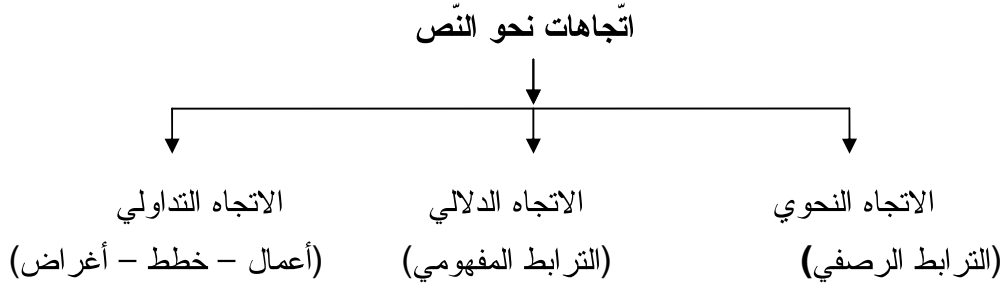 اتّجاهات نحو النّص
الاتجاه النحوي الاتجاه الدلالي الاتجاه التداولي
(الترابط الرصفي) (الترابط المفهومي) (أعمال – خطط – أغراض)